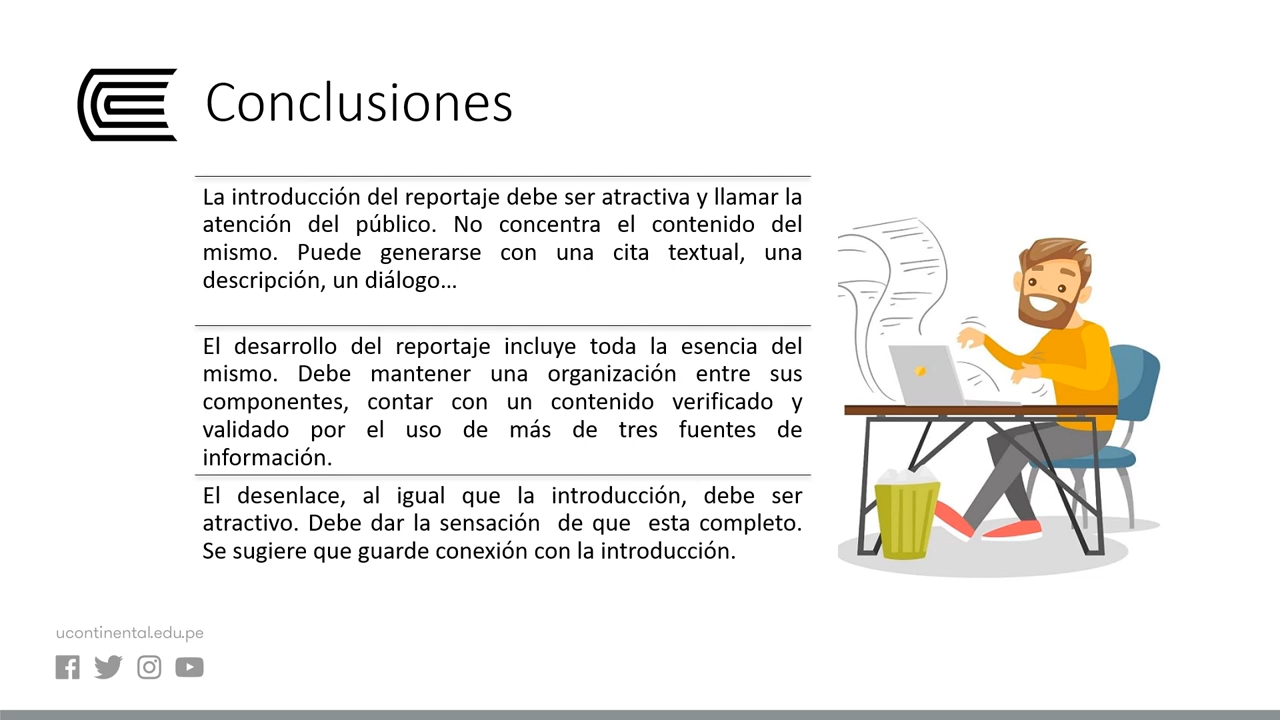 Conclusiones
La introducción del reportaje debe ser atractiva y llamar la
atención del público. No concentra el contenido del
mismo. Puede generarse con una cita textual, una
descripción, un diálogo…
El desarrollo del reportaje incluye toda la esencia del
mismo. Debe mantener una organización entre sus
componentes, contar con un contenido verificado y
validado por el uso de más de tres fuentes de
información.
El desenlace, al igual que la introducción, debe ser
atractivo. Debe dar la sensación  de que  esta completo.
Se sugiere que guarde conexión con la introducción.
ucontinental.edu.pe